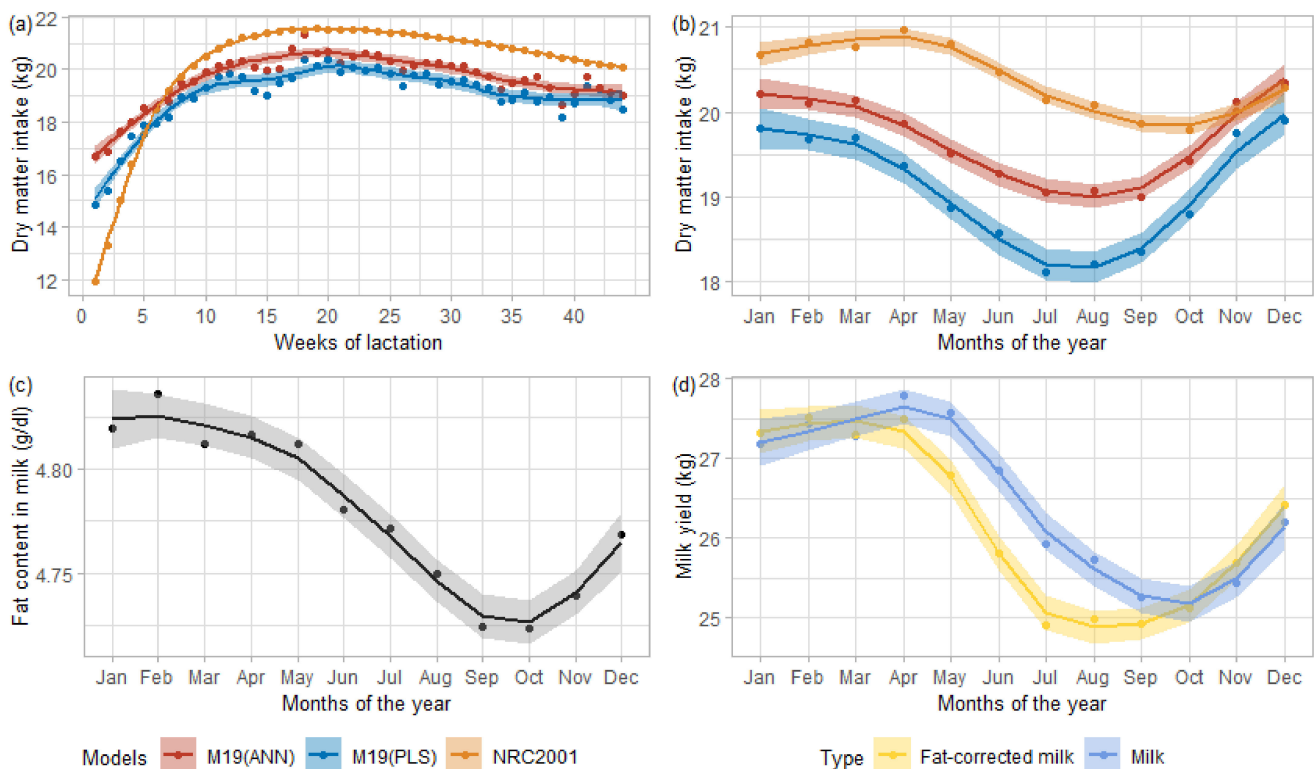 (a)
Dry matter intake (kg)
22
20
18
16
14
12
0 5 10 15 20 25 30 35 40
Weeks of lactation
(b)
Dry matter intake (kg)
21
20
19
18
Jan Feb Mar Apr May Jun Jul Aug Sep Oct Nov Dec
Months of the year
(c)
Fat content in milk (g/dl)
4.80
4.75
Jan Feb Mar Apr May Jun Jul Aug Sep Oct Nov Dec
Months of the year
(d)
Milk yield (kg)
28
27
26
25
Jan Feb Mar Apr May Jun Jul Aug Sep Oct Nov Dec
Months of the year
Models M19(ANN) M19(PLS) NRC2001
Type Fat-corrected milk Milk